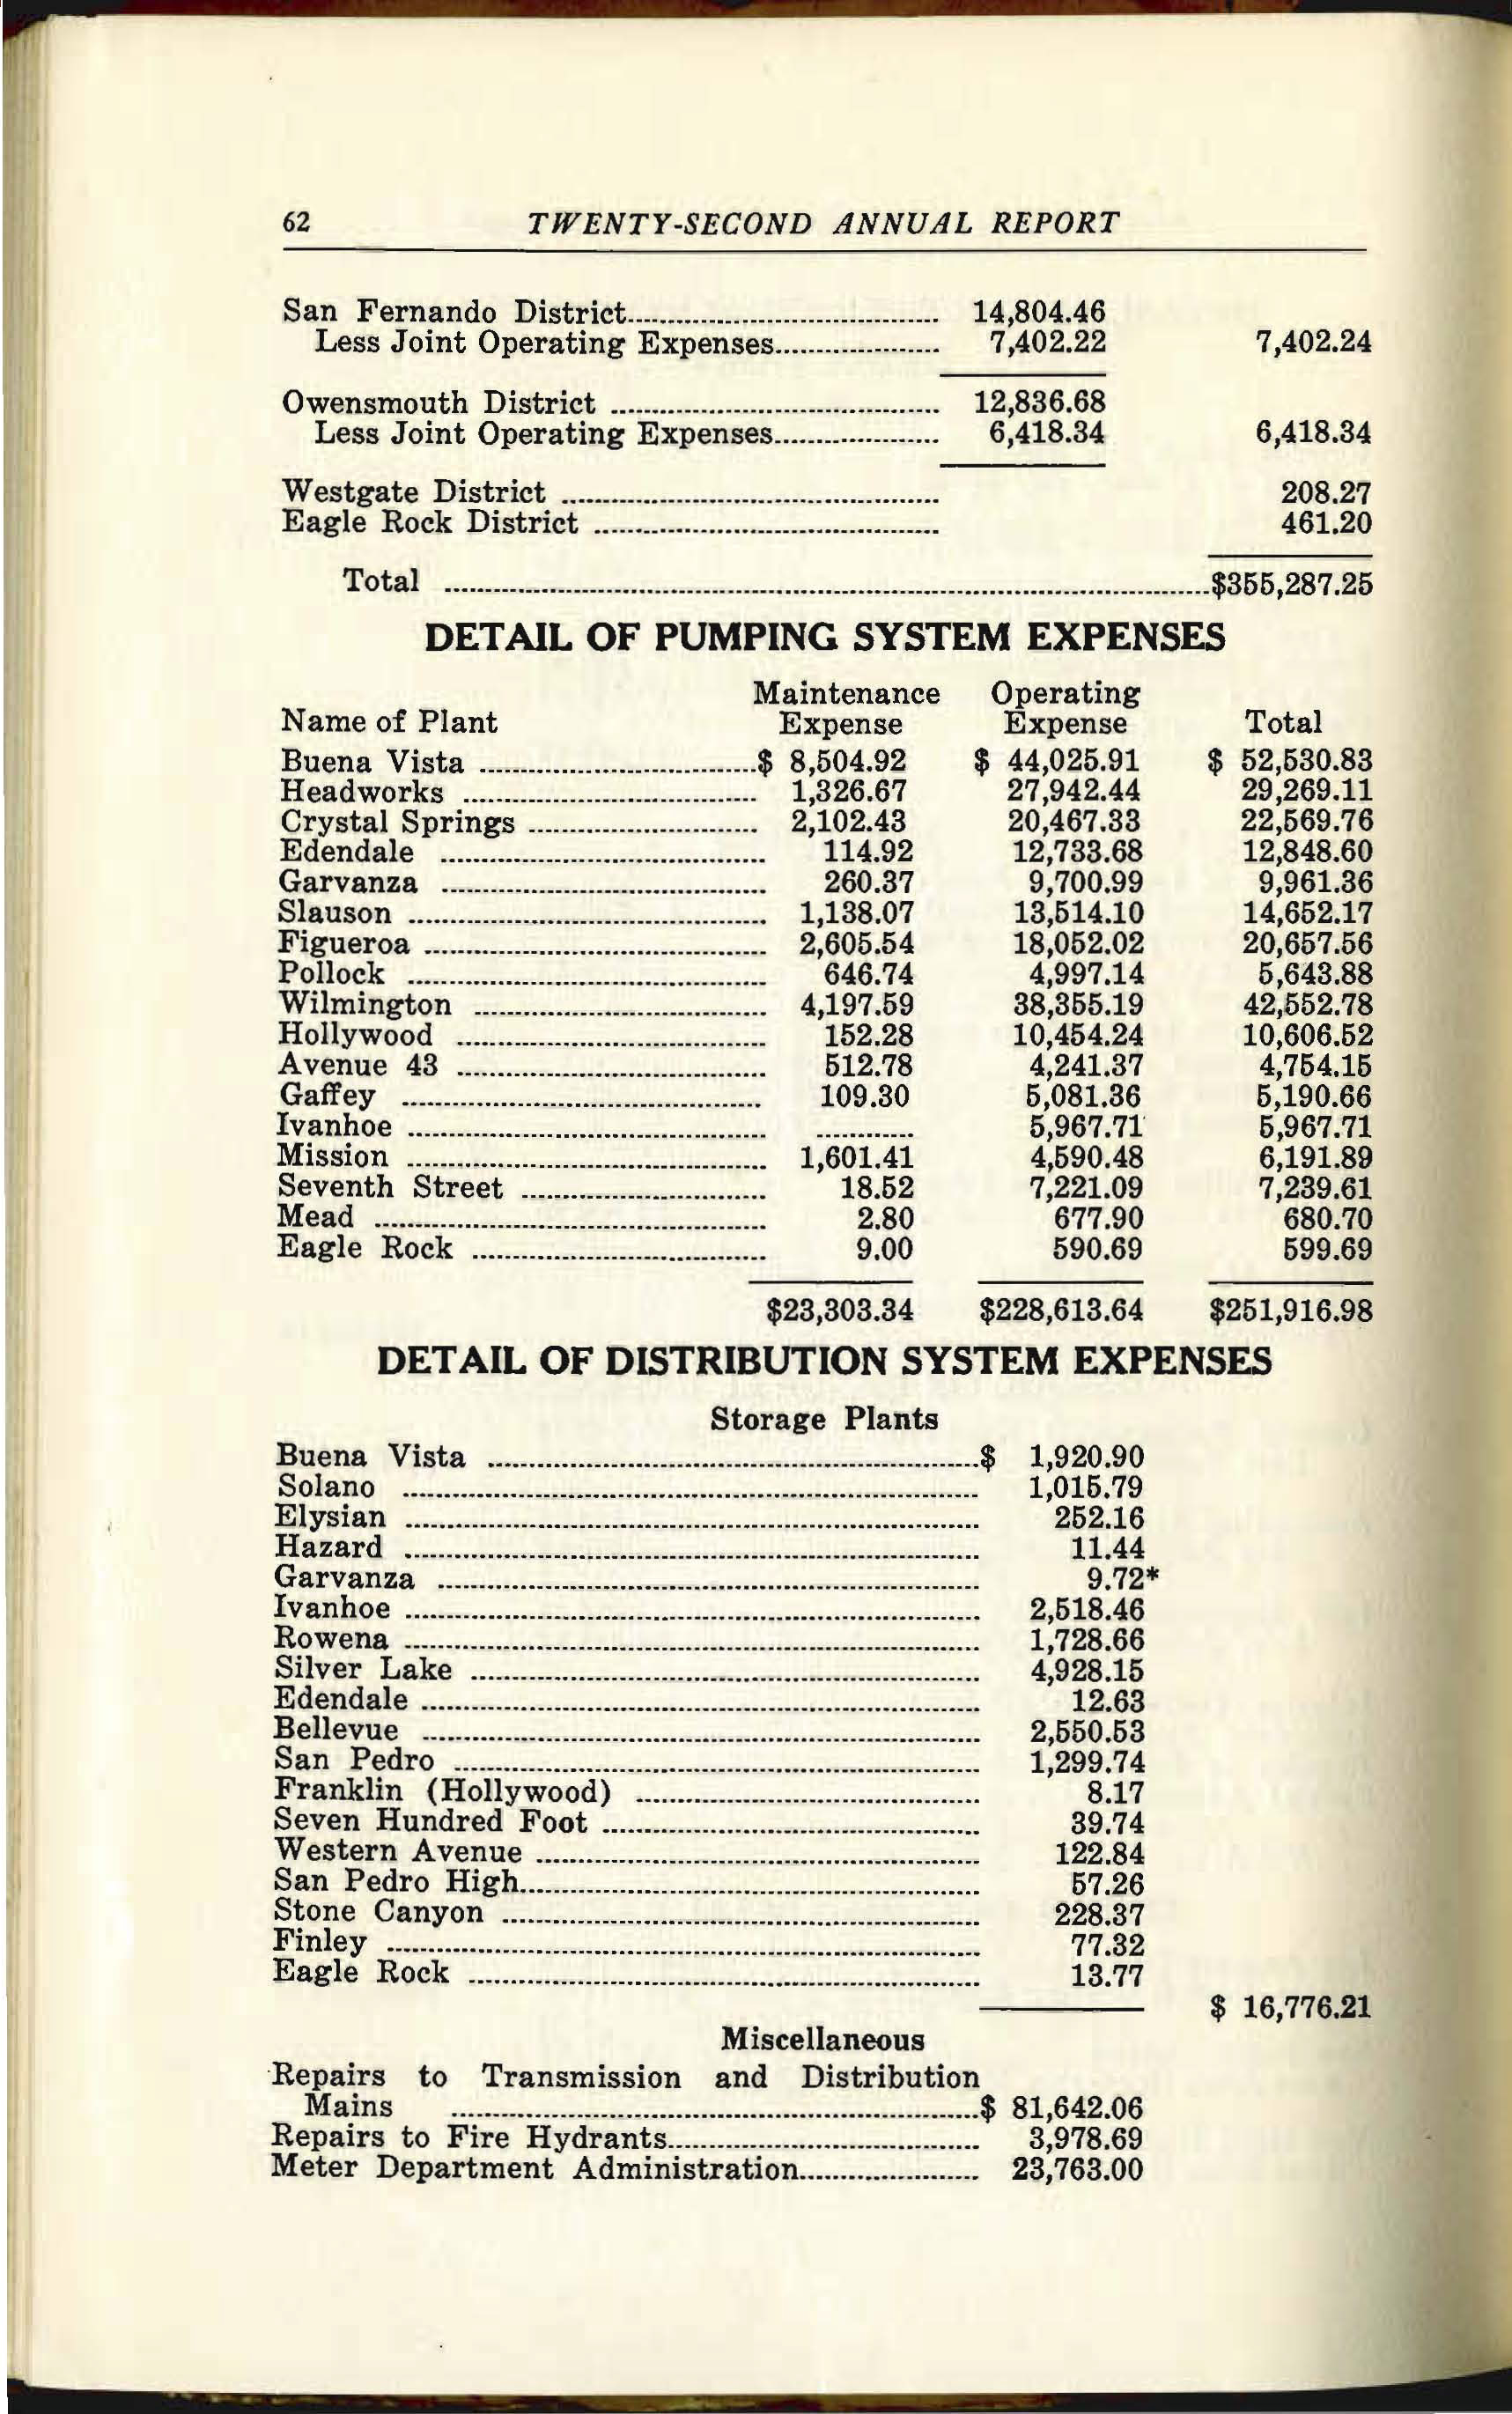 62 TWENTY-SECOND ANNUAL REPORT
San Fernando District 14,804.46
Less Joint Operating Expenses 7,402.22 7,402.24
Owensmouth District 12,836.68
Less Joint Operating Expenses 6,418.34 6,418.34
Westgate District 208.27
Eagle Rock District 461.20
Total $355,287.25
DETAIL OF PUMPING SYSTEM EXPENSES
Maintenance Operating
Name of Plant Expense Expense Total
Buena Vista $ 8,504.92 $ 44,025.91 $ 52,530.83
Headworks 1,326.67 27,942.44 29,269.11
Crystal Springs 2,102.43 20,467.33 22,569.76
Edendale 114.92 12,733.68 12,848.60
Garvanza 260.37 9,700.99 9,961.36
Slauson 1,138.07 13,514.10 14,652.17
Figueroa 2,605.54 18,052.02 20,657.56
Pollock 646.74 4,997.14 5,643.88
Wilmington 4,197.59 38,355.19 42,552.78
Hollywood 152.28 10,454.24 10,606.52
Avenue 43 512.78 4,241.37 4,754.15
Gaffey 109.30 5,081.36 5,190.66
Ivanhoe 5,967.71 5,967.71
Mission 1,601.41 4,590.48 6,191.89
Seventh Street 18.52 7,221.09 7,239.61
Mead 2.80 677.90 680.70
Eagle Rock 9.00 590.69 599.69
$23,303.34 $228,613.64 $251,916.98
DETAIL OF DISTRIBUTION SYSTEM EXPENSES
Storage Plants
Buena Vista $ 1,920.90
Solano 1,015.79
Elysian 252.16
Hazard 11.44
Garvanza 9.72*
Ivanhoe 2,518.46
Rowena 1,728.66
Silver Lake 4,928.15
Edendale 12.63
Bellevue 2,550.53
San Pedro 1,299.74
Franklin (Hollywood) 8.17
Seven Hundred Foot 39.74
Western Avenue 122.84
San Pedro High 57.26
Stone Canyon 228.37
Finley 77.32
Eagle Rock 13.77
$ 16,776.21
Miscellaneous
Repairs to Transmission and Distribution
Mains $ 81,642.06
Repairs to Fire Hydrants 3,978.69
Meter Department Administration 23,763.00